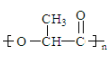 CH₃ O
[ O—CH—C ]ₙ